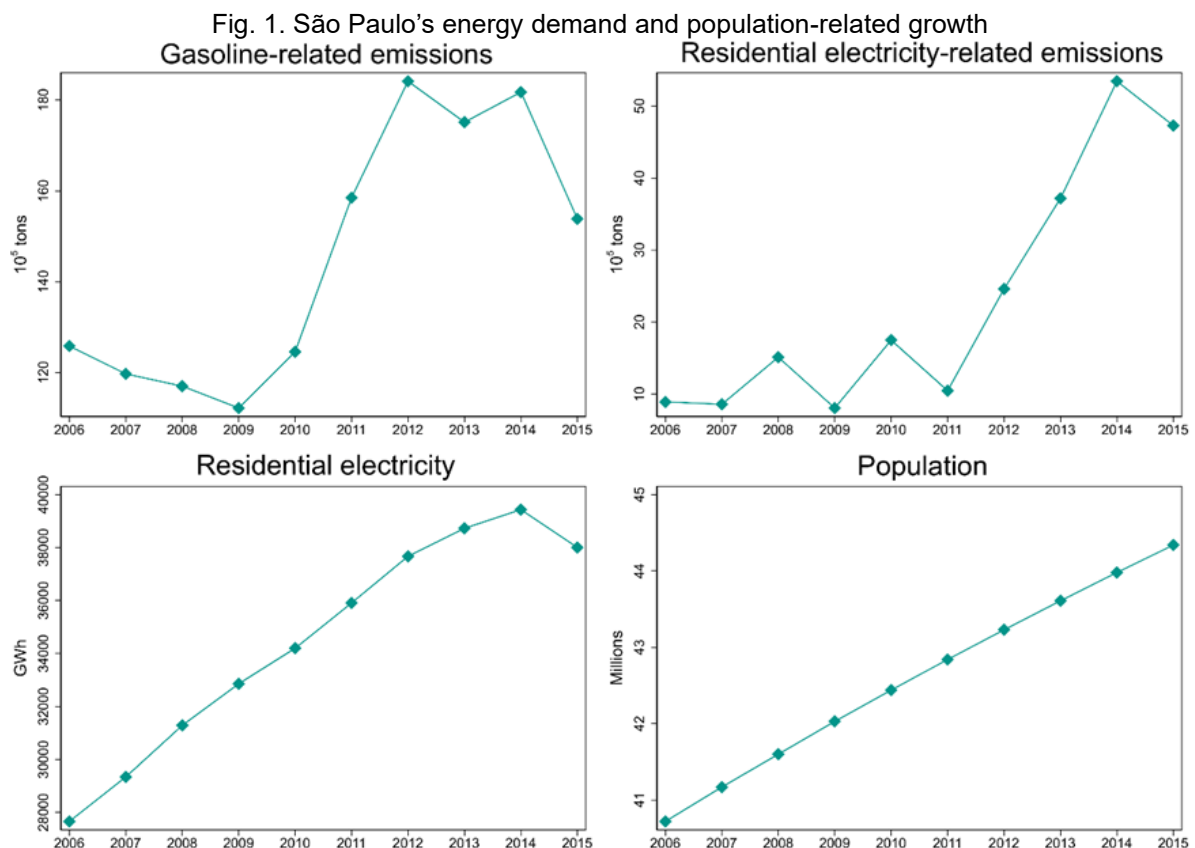 Fig. 1. São Paulo's energy demand and population-related growth
Gasoline-related emissions
10⁵ tons
180
160
140
120
2006 2007 2008 2009 2010 2011 2012 2013 2014 2015
Residential electricity-related emissions
10⁵ tons
50
40
30
20
10
2006 2007 2008 2009 2010 2011 2012 2013 2014 2015
Residential electricity
GWh
40000
38000
36000
34000
32000
30000
28000
2006 2007 2008 2009 2010 2011 2012 2013 2014 2015
Population
Millions
45
44
43
42
41
2006 2007 2008 2009 2010 2011 2012 2013 2014 2015